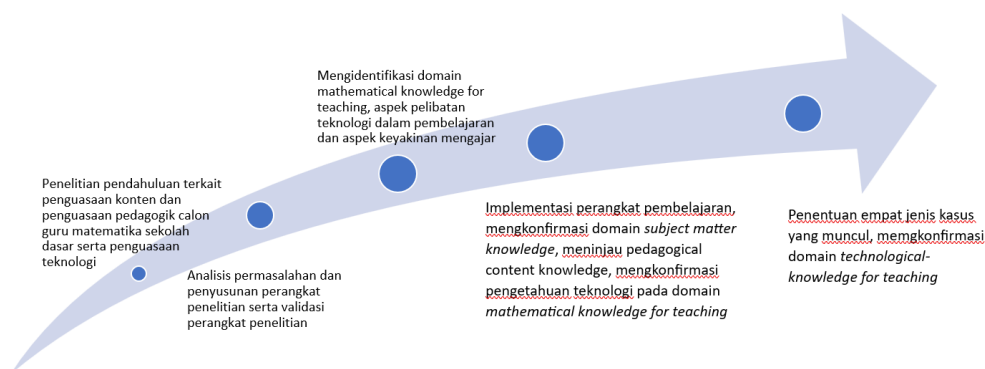 Penelitian pendahuluan terkait
penguasaan konten dan
penguasaan pedagogik calon
guru matematika sekolah
dasar serta penguasaan
teknologi
Analisis permasalahan dan
penyusunan perangkat
penelitian serta validasi
perangkat penelitian
Mengidentifikasi domain
mathematical knowledge for
teaching, aspek pelibatan
teknologi dalam pembelajaran
dan aspek keyakinan mengajar
Implementasi perangkat pembelajaran,
mengkonfirmasi domain subject matter
knowledge, meninjau pedagogical
content knowledge, mengkonfirmasi
pengetahuan teknologi pada domain
mathematical knowledge for teaching
Penentuan empat jenis kasus
yang muncul, memgkonfirmasi
domain technological-
knowledge for teaching